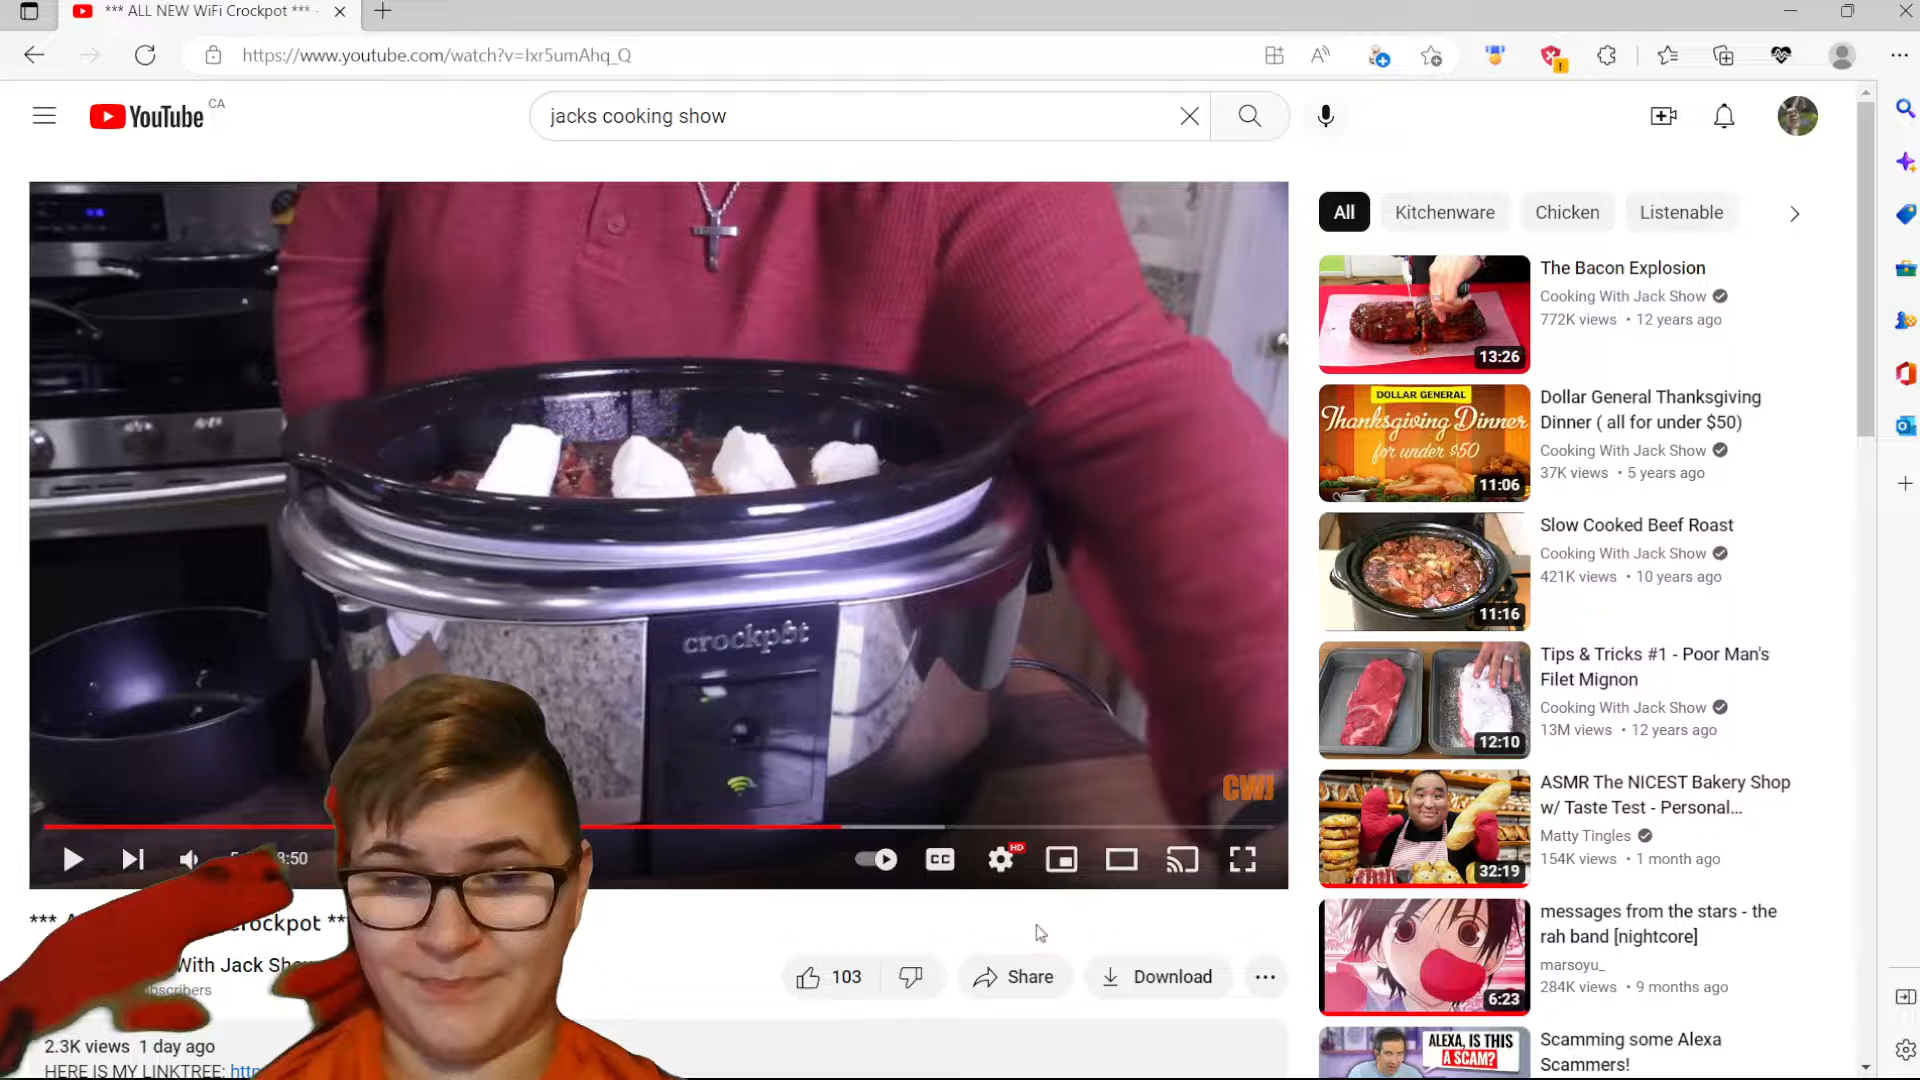 *** ALL NEW WiFi Crockpot *** -
https://www.youtube.com/watch?v=Ixr5umAhq_Q
YouTube CA
jacks cooking show
crockpot
CWJ
8:50
CC
HD
Crockpot
With Jack
103
Share
Download
2.3K views 1 day ago
HERE IS MY LINKTREE:
All
Kitchenware
Chicken
Listenable
The Bacon Explosion
Cooking With Jack Show
772K views • 12 years ago
13:26
DOLLAR GENERAL
Thanksgiving
Dinner
for under $50
11:06
Dollar General Thanksgiving
Dinner ( all for under $50)
Cooking With Jack Show
37K views • 5 years ago
Slow Cooked Beef Roast
Cooking With Jack Show
421K views • 10 years ago
11:16
Tips & Tricks #1 - Poor Man's
Filet Mignon
Cooking With Jack Show
13M views • 12 years ago
12:10
ASMR The NICEST Bakery Shop
w/ Taste Test - Personal...
Matty Tingles
154K views • 1 month ago
32:19
messages from the stars - the
rah band [nightcore]
marsoyu_
284K views • 9 months ago
6:23
ALEXA, IS THIS
A SCAM?
Scamming some Alexa
Scammers!